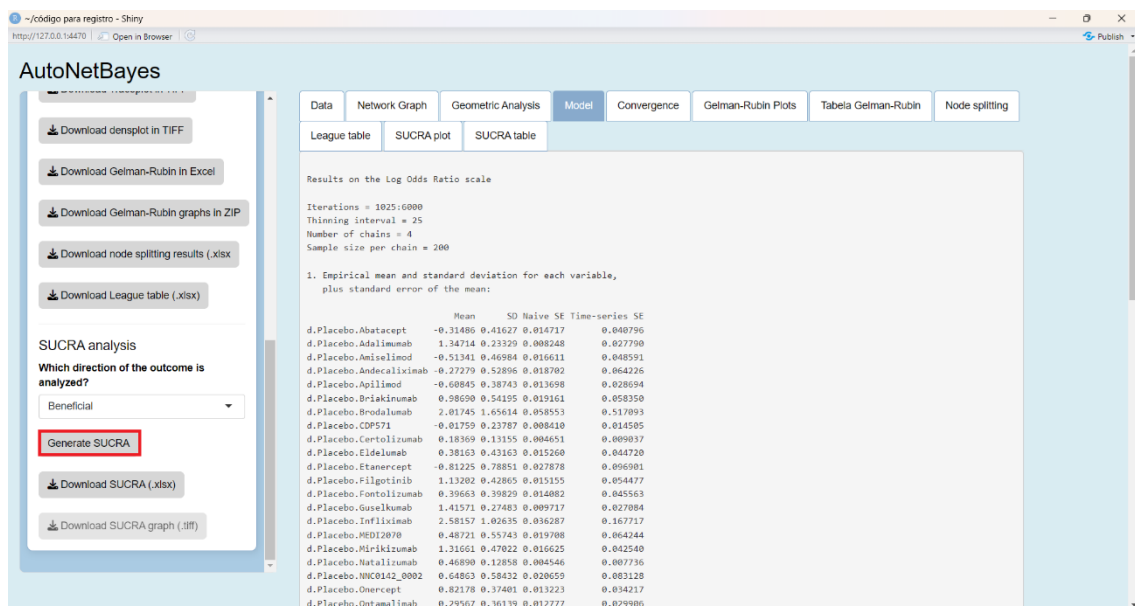 ~/código para registro - Shiny
http://127.0.0.1:4470 Open in Browser Publish
AutoNetBayes
Download densplot in TIFF
Download Gelman-Rubin in Excel
Download Gelman-Rubin graphs in ZIP
Download node splitting results (.xlsx
Download League table (.xlsx)
SUCRA analysis
Which direction of the outcome is
analyzed?
Beneficial
Generate SUCRA
Download SUCRA (.xlsx)
Download SUCRA graph (.tiff)
Data Network Graph Geometric Analysis Model Convergence Gelman-Rubin Plots Tabela Gelman-Rubin Node splitting
League table SUCRA plot SUCRA table
Results on the Log Odds Ratio scale
Iterations = 1025:6000
Thinning interval = 25
Number of chains = 4
Sample size per chain = 200
1. Empirical mean and standard deviation for each variable,
plus standard error of the mean:
Mean SD Naive SE Time-series SE
d.Placebo.Abatacept -0.31486 0.41627 0.014717 0.040796
d.Placebo.Adalimumab 1.34714 0.23329 0.008248 0.027790
d.Placebo.Amiselimod -0.51341 0.46984 0.016611 0.048591
d.Placebo.Andecaliximab -0.27279 0.52896 0.018702 0.064226
d.Placebo.Apilimod -0.60845 0.38743 0.013698 0.028694
d.Placebo.Briakinumab 0.98690 0.54195 0.019161 0.058350
d.Placebo.Brodalumab 2.01745 1.65614 0.058553 0.517093
d.Placebo.CDP571 -0.01759 0.23787 0.008410 0.014505
d.Placebo.Certolizumab 0.18369 0.13155 0.004651 0.009037
d.Placebo.Eldelumab 0.38163 0.43163 0.015260 0.044720
d.Placebo.Etanercept -0.81225 0.78851 0.027878 0.096901
d.Placebo.Filgotinib 1.13202 0.42865 0.015155 0.054477
d.Placebo.Fontolizumab 0.39663 0.39829 0.014082 0.045563
d.Placebo.Guselkumab 1.41571 0.27483 0.009717 0.027084
d.Placebo.Infliximab 2.58157 1.02635 0.036287 0.167717
d.Placebo.MEDI2070 0.48721 0.55743 0.019708 0.064244
d.Placebo.Mirikizumab 1.31661 0.47022 0.016625 0.042540
d.Placebo.Natalizumab 0.46890 0.12858 0.004546 0.007736
d.Placebo.NNC0142_0002 0.64863 0.58432 0.020659 0.083128
d.Placebo.Onercept 0.82178 0.37401 0.013223 0.034217
d.Placebo.Ontamalimab 0.29567 0.36139 0.012777 0.029906